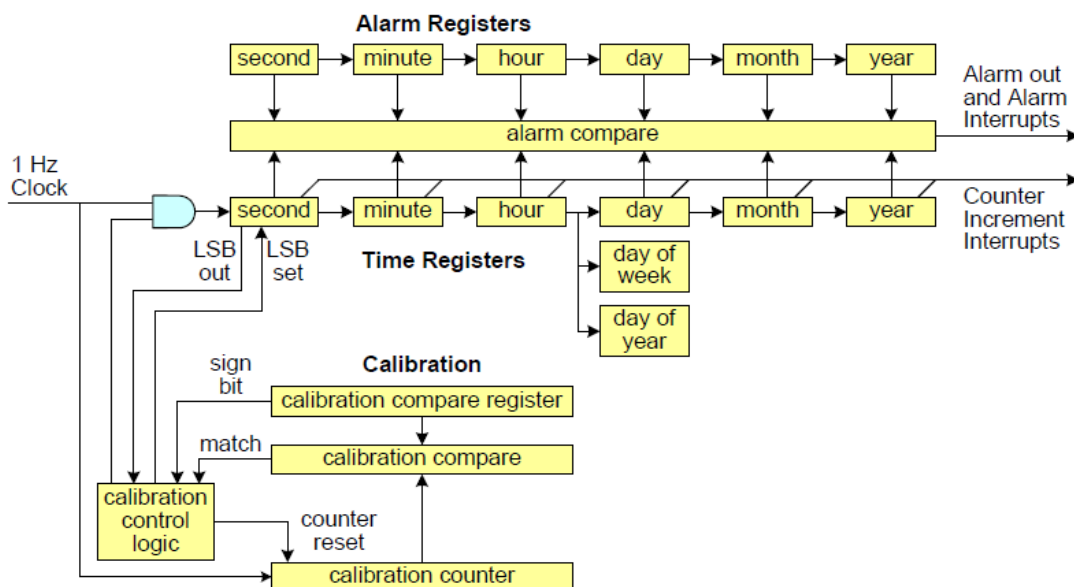 Alarm Registers
second
minute
hour
day
month
year
Alarm out
and Alarm
Interrupts
alarm compare
1 Hz
Clock
second
minute
hour
day
month
year
Counter
Increment
Interrupts
LSB
out
LSB
set
Time Registers
day of
week
day of
year
Calibration
sign
bit
calibration compare register
match
calibration compare
calibration
control
logic
counter
reset
calibration counter